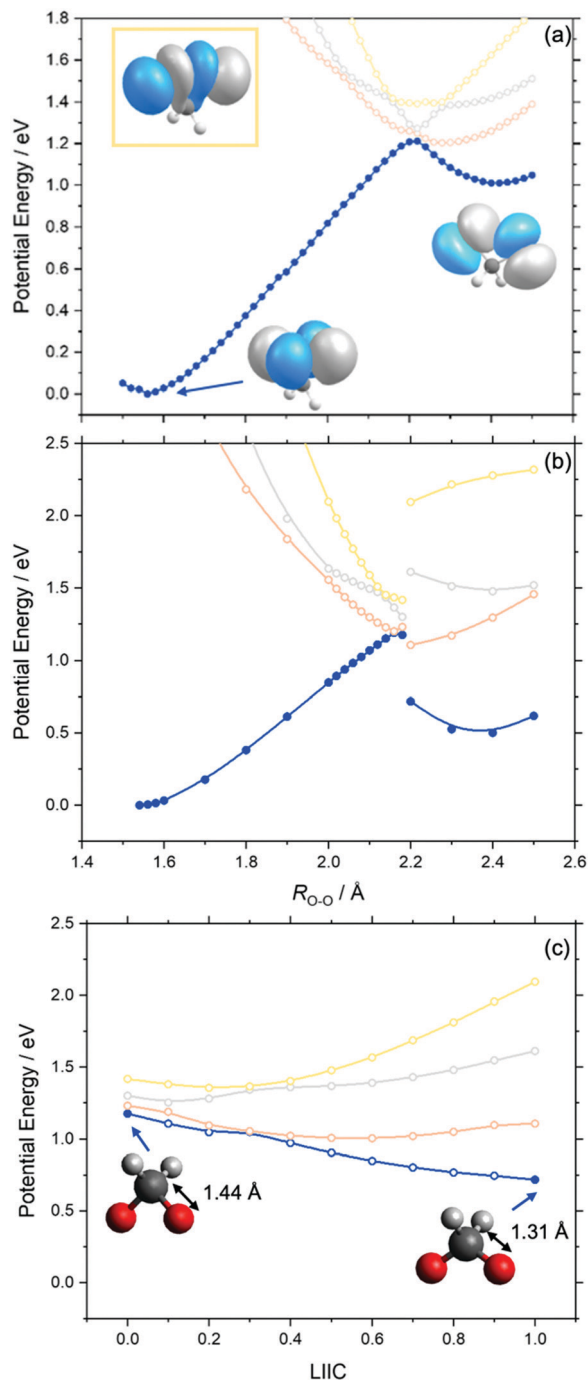 (a)
Potential Energy / eV
1.8
1.6
1.4
1.2
1.0
0.8
0.6
0.4
0.2
0.0
(b)
Potential Energy / eV
2.5
2.0
1.5
1.0
0.5
0.0
1.4 1.6 1.8 2.0 2.2 2.4 2.6
R_O-O / Å
(c)
Potential Energy / eV
2.5
2.0
1.5
1.0
0.5
0.0
1.44 Å
1.31 Å
0.0 0.2 0.4 0.6 0.8 1.0
LIIC